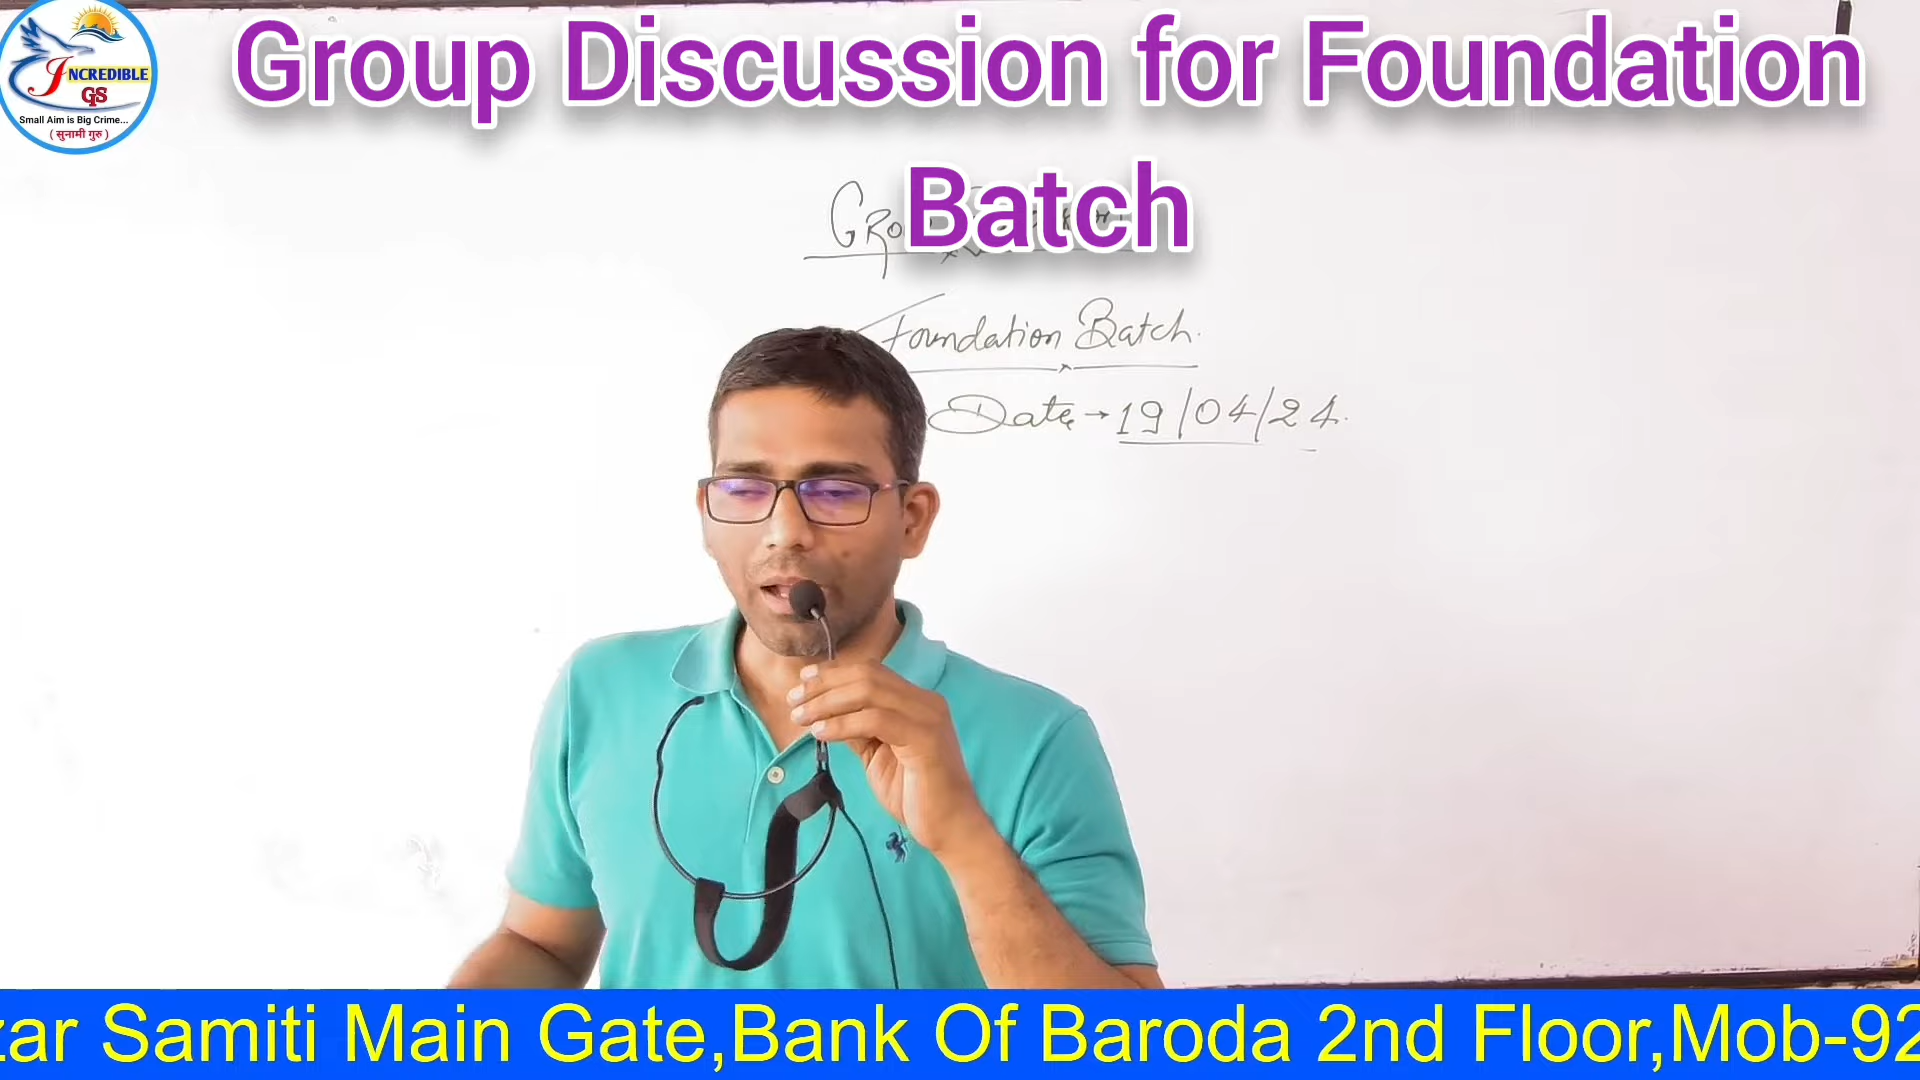 INCREDIBLE
GS
Small Aim is Big Crime...
( सुनामी गुरु )
Group Discussion for Foundation
Batch
Foundation Batch.
Date → 19/04/24.
zar Samiti Main Gate,Bank Of Baroda 2nd Floor,Mob-92